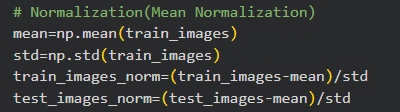 # Normalization(Mean Normalization)
mean=np.mean(train_images)
std=np.std(train_images)
train_images_norm=(train_images-mean)/std
test_images_norm=(test_images-mean)/std